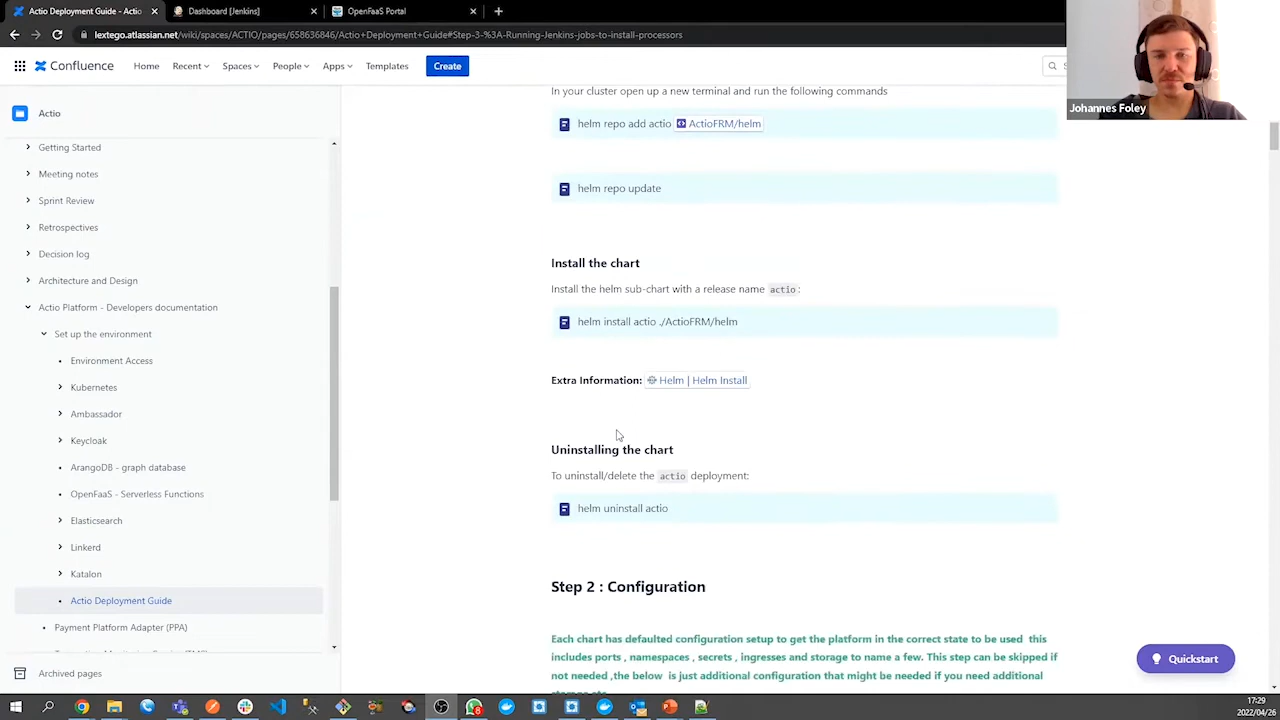 Actio Deployment Guide - Actio
Dashboard [Jenkins]
OpenFaaS Portal
lextego.atlassian.net/wiki/spaces/ACTIO/pages/658636846/Actio+Deployment+Guide#Step-3-%3A-Running-Jenkins-jobs-to-install-processors
Confluence
Home
Recent
Spaces
People
Apps
Templates
Create
Johannes Foley
Actio
Getting Started
Meeting notes
Sprint Review
Retrospectives
Decision log
Architecture and Design
Actio Platform - Developers documentation
Set up the environment
Environment Access
Kubernetes
Ambassador
Keycloak
ArangoDB - graph database
OpenFaaS - Serverless Functions
Elasticsearch
Linkerd
Katalon
Actio Deployment Guide
Payment Platform Adapter (PPA)
Archived pages
In your cluster open up a new terminal and run the following commands
helm repo add actio ActioFRM/helm
helm repo update
Install the chart
Install the helm sub-chart with a release name actio:
helm install actio ./ActioFRM/helm
Extra Information: Helm | Helm Install
Uninstalling the chart
To uninstall/delete the actio deployment:
helm uninstall actio
Step 2 : Configuration
Each chart has defaulted configuration setup to get the platform in the correct state to be used this
includes ports , namespaces , secrets , ingresses and storage to name a few. This step can be skipped if
not needed ,the below is just additional configuration that might be needed if you need additional
Quickstart
8
17:29
2022/04/26